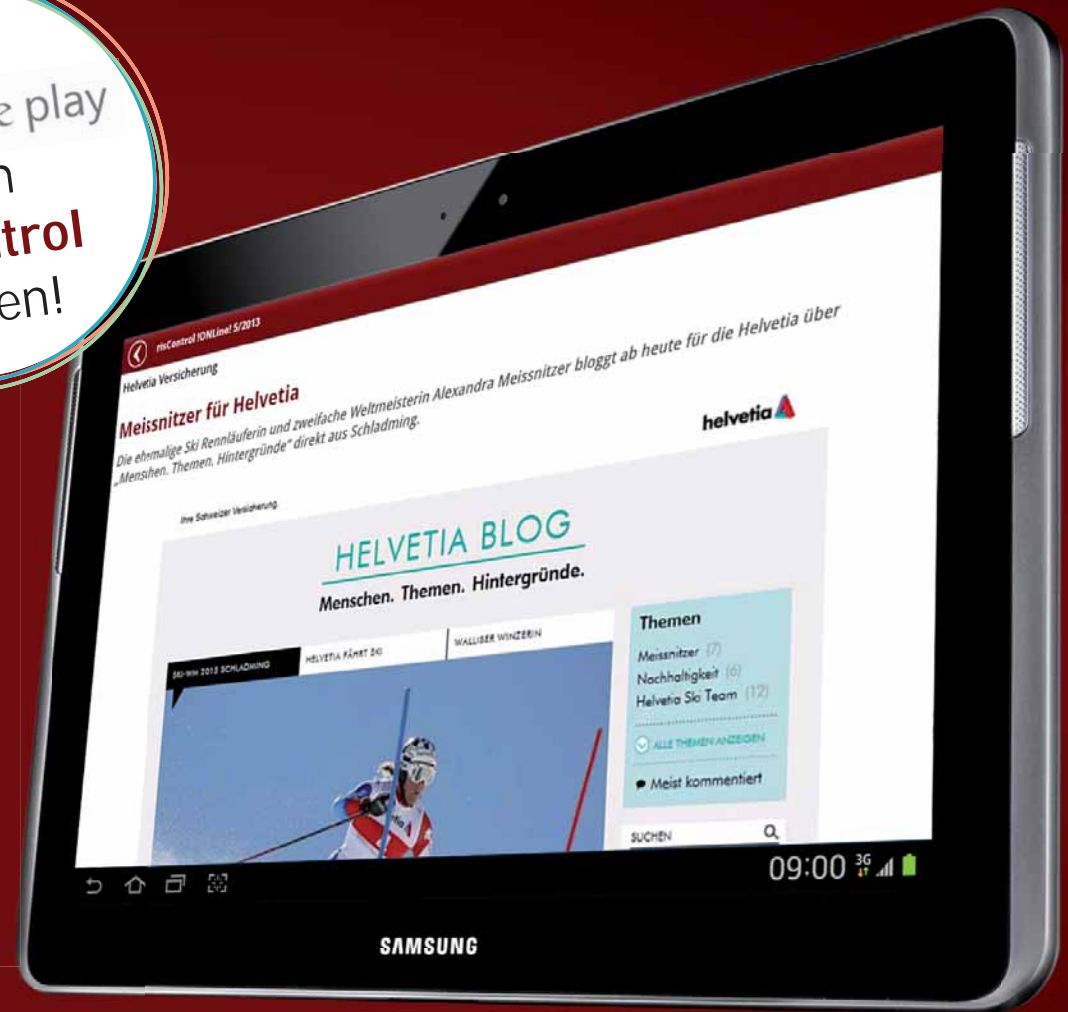 play
trol
en!
risControl !ONLine! 5/2013
Helvetia Versicherung
Meissnitzer für Helvetia
Die ehemalige Ski Rennläuferin und zweifache Weltmeisterin Alexandra Meissnitzer bloggt ab heute für die Helvetia über
„Menschen. Themen. Hintergründe“ direkt aus Schladming.
helvetia
Ihre Schweizer Versicherung.
HELVETIA BLOG
Menschen. Themen. Hintergründe.
SKI-WM 2013 SCHLADMING
HELVETIA FÄHRT SKI
WALLISER WINZERIN
Themen
Meissnitzer (7)
Nachhaltigkeit (6)
Helvetia Ski Team (12)
ALLE THEMEN ANZEIGEN
Meist kommentiert
SUCHEN
09:00 3G
SAMSUNG